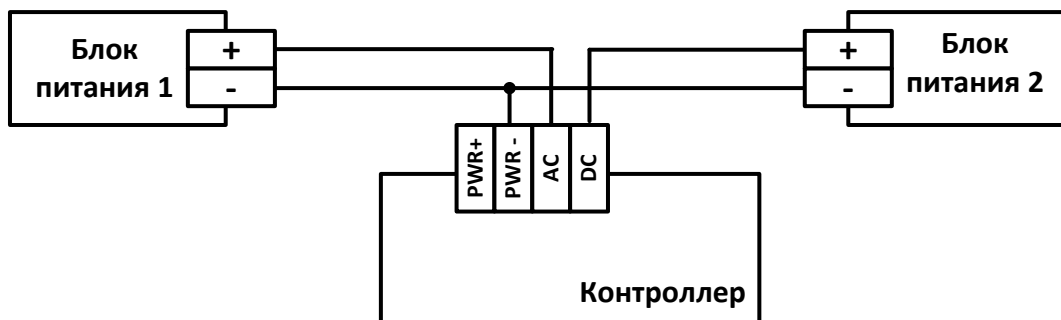 Блок
питания 1
+
-
+
-
Блок
питания 2
PWR+
PWR -
AC
DC
Контроллер